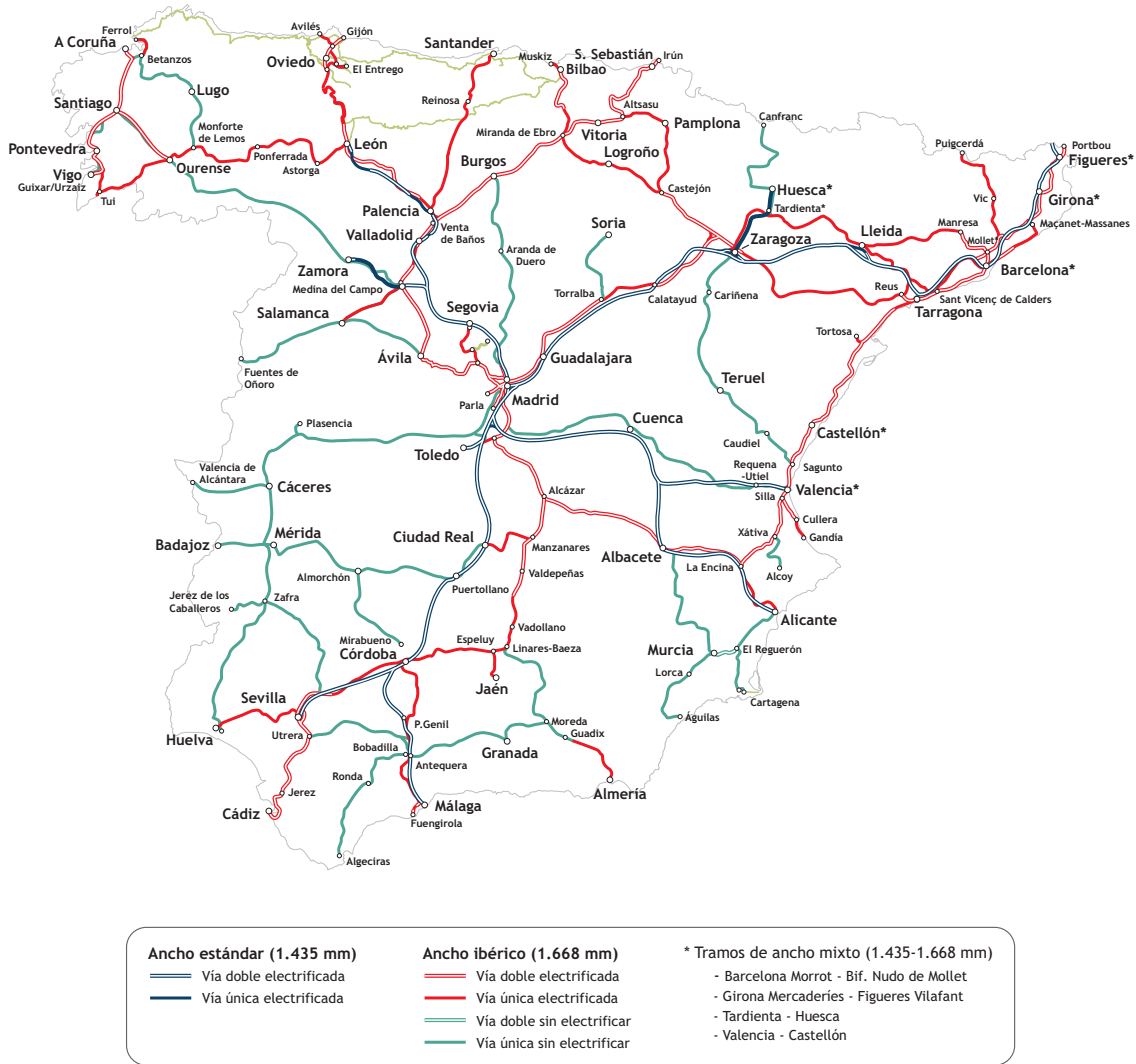 Ferrol
A Coruña
Betanzos
Avilés
Gijón
Oviedo
El Entrego
Santander
Muskiz
Bilbao
S. Sebastián
Irún
Lugo
Reinosa
Altsasu
Santiago
Monforte
de Lemos
León
Miranda de Ebro
Vitoria
Pamplona
Canfranc
Pontevedra
Ponferrada
Astorga
Burgos
Logroño
Puigcerdá
Portbou
Figueres*
Ourense
Vigo
Guixar/Urzaíz
Tui
Castejón
Huesca*
Tardienta*
Vic
Girona*
Palencia
Venta
de Baños
Valladolid
Soria
Zaragoza
Lleida
Manresa
Mollet*
Maçanet-Massanes
Aranda
de Duero
Zamora
Medina del Campo
Barcelona*
Segovia
Torralba
Calatayud
Cariñena
Reus
Sant Vicenç de Calders
Tarragona
Salamanca
Tortosa
Ávila
Guadalajara
Fuentes de
Oñoro
Teruel
Madrid
Parla
Plasencia
Cuenca
Castellón*
Caudiel
Toledo
Sagunto
Valencia de
Alcántara
Requena
-Utiel
Valencia*
Cáceres
Alcázar
Silla
Cullera
Gandía
Xátiva
Badajoz
Mérida
Ciudad Real
Manzanares
Albacete
La Encina
Alcoy
Almorchón
Valdepeñas
Puertollano
Jerez de los
Caballeros
Zafra
Alicante
Mirabueno
Córdoba
Vadollano
Espeluy
Linares-Baeza
Murcia
El Reguerón
Lorca
Jaén
Cartagena
Sevilla
Águilas
P.Genil
Moreda
Huelva
Utrera
Guadix
Bobadilla
Granada
Antequera
Ronda
Jerez
Almería
Cádiz
Málaga
Fuengirola
Algeciras
Ancho estándar (1.435 mm)
Vía doble electrificada
Vía única electrificada
Ancho ibérico (1.668 mm)
Vía doble electrificada
Vía única electrificada
Vía doble sin electrificar
Vía única sin electrificar
* Tramos de ancho mixto (1.435-1.668 mm)
- Barcelona Morrot - Bif. Nudo de Mollet
- Girona Mercaderíes - Figueres Vilafant
- Tardienta - Huesca
- Valencia - Castellón